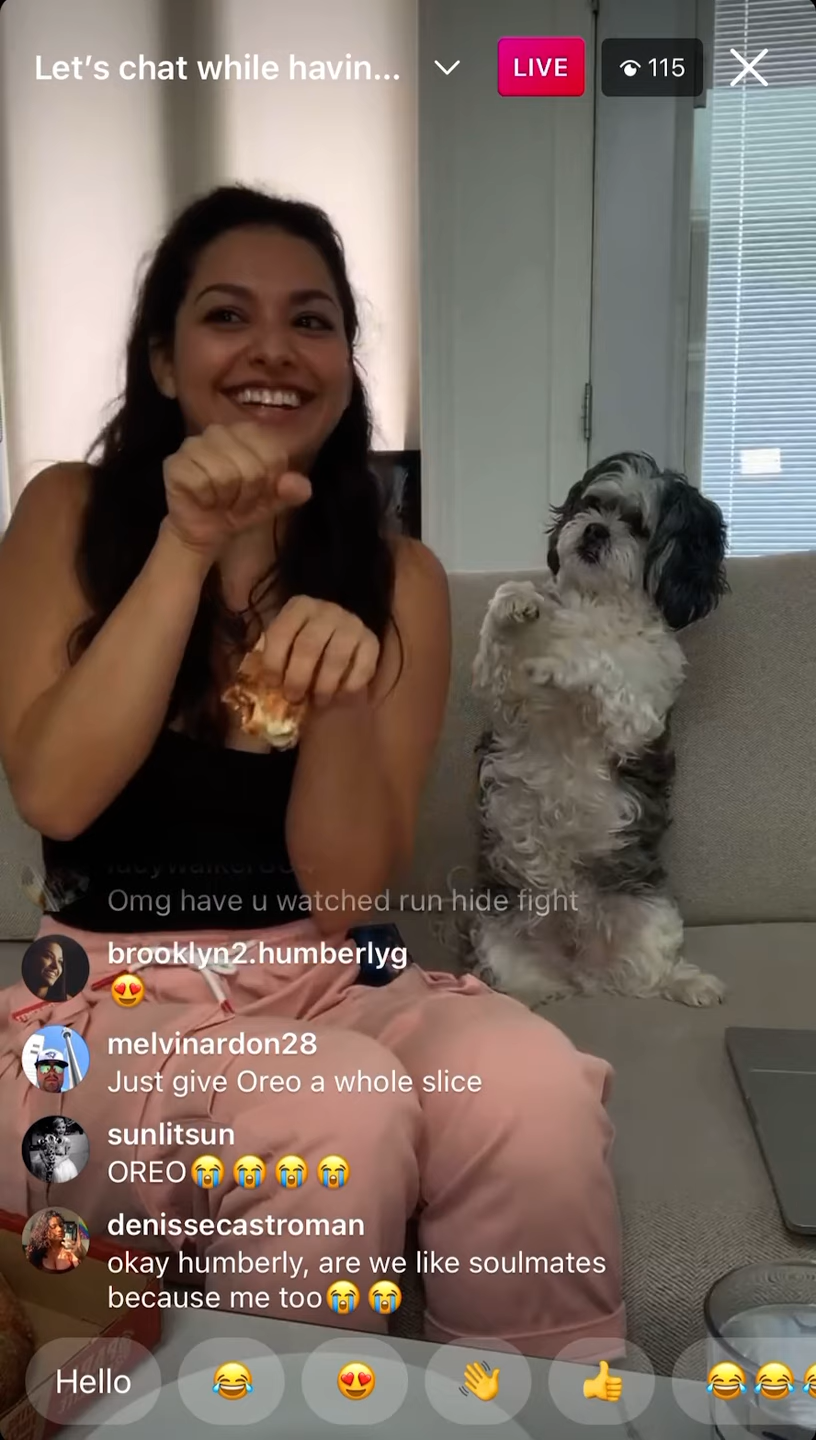 Let’s chat while havin...
LIVE
115
Omg have u watched run hide fight
brooklyn2.humberlyg
😍
melvinardon28
Just give Oreo a whole slice
sunlitsun
OREO😭😭😭😭
denissecastroman
okay humberly, are we like soulmates
because me too😭😭
Hello 😂 😍 👋 👍 😂😂😂